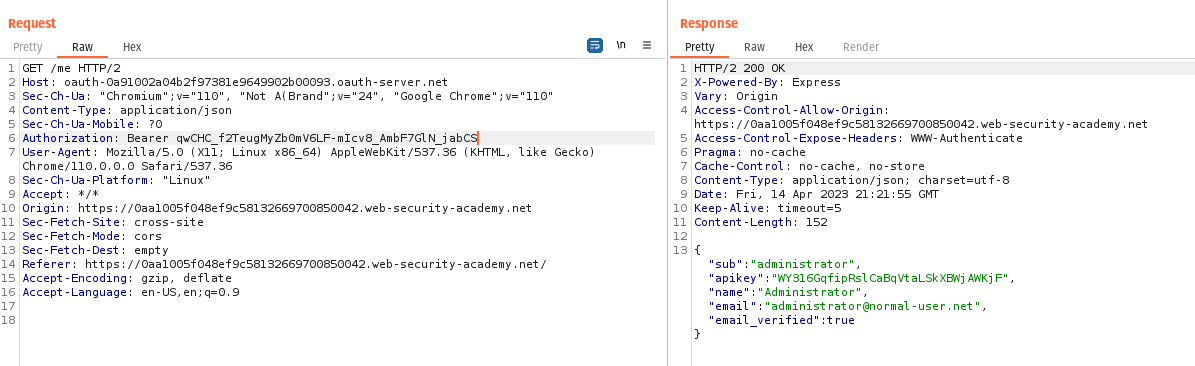 Request
Pretty Raw Hex
\n
1 GET /me HTTP/2
2 Host: oauth-0a91002a04b2f97381e9649902b00093.oauth-server.net
3 Sec-Ch-Ua: "Chromium";v="110", "Not A(Brand";v="24", "Google Chrome";v="110"
4 Content-Type: application/json
5 Sec-Ch-Ua-Mobile: ?0
6 Authorization: Bearer qwCHC_f2TeugMyZb0mV6LF-mIcv8_AmbF7GlN_jabCS
7 User-Agent: Mozilla/5.0 (X11; Linux x86_64) AppleWebKit/537.36 (KHTML, like Gecko)
Chrome/110.0.0.0 Safari/537.36
8 Sec-Ch-Ua-Platform: "Linux"
9 Accept: */*
10 Origin: https://0aa1005f048ef9c58132669700850042.web-security-academy.net
11 Sec-Fetch-Site: cross-site
12 Sec-Fetch-Mode: cors
13 Sec-Fetch-Dest: empty
14 Referer: https://0aa1005f048ef9c58132669700850042.web-security-academy.net/
15 Accept-Encoding: gzip, deflate
16 Accept-Language: en-US,en;q=0.9
17
18
Response
Pretty Raw Hex Render
1 HTTP/2 200 OK
2 X-Powered-By: Express
3 Vary: Origin
4 Access-Control-Allow-Origin:
https://0aa1005f048ef9c58132669700850042.web-security-academy.net
5 Access-Control-Expose-Headers: WWW-Authenticate
6 Pragma: no-cache
7 Cache-Control: no-cache, no-store
8 Content-Type: application/json; charset=utf-8
9 Date: Fri, 14 Apr 2023 21:21:55 GMT
10 Keep-Alive: timeout=5
11 Content-Length: 152
12
13 {
"sub":"administrator",
"apikey":"WY316GqfipRslCaBqVtaLSkXBWjAWKjF",
"name":"Administrator",
"email":"administrator@normal-user.net",
"email_verified":true
}